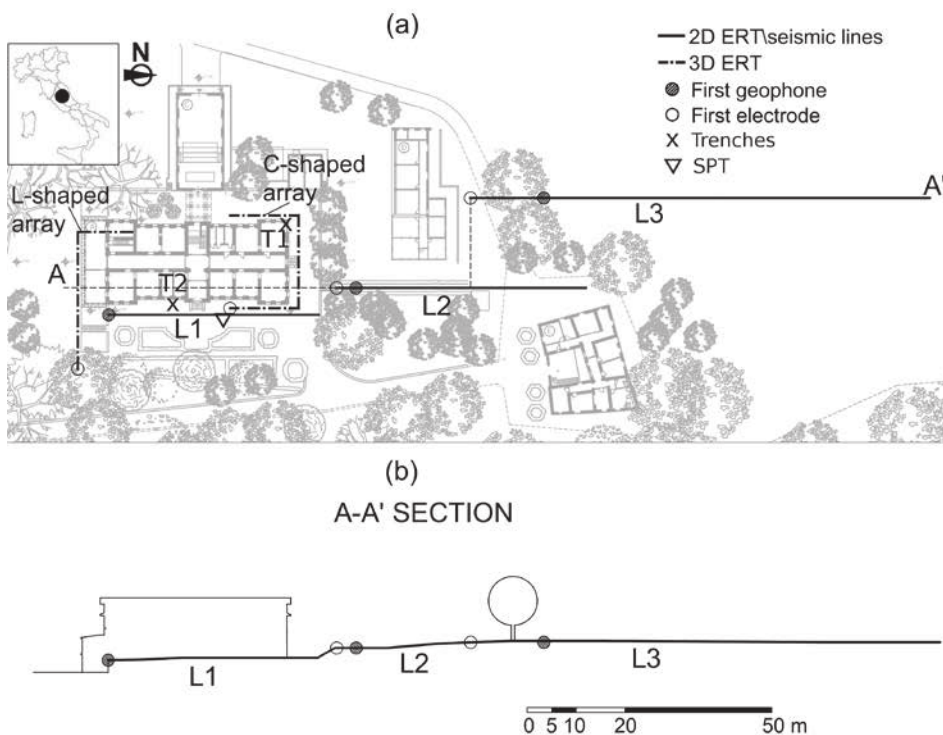 (a)
N
2D ERT\seismic lines
3D ERT
First geophone
First electrode
Trenches
SPT
C-shaped
array
L-shaped
array
T1
A'
L3
A
T2
L2
L1
(b)
A-A' SECTION
L1
L2
L3
0 5 10 20 50 m